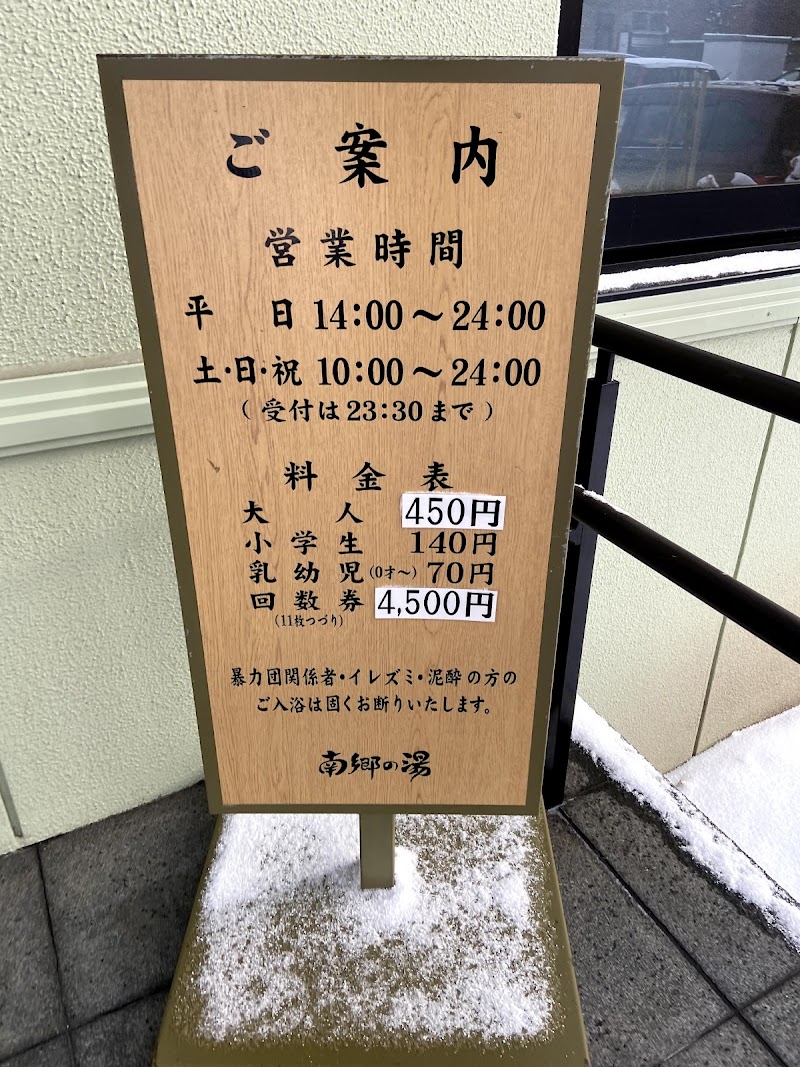 ご案内
営業時間
平日 14:00～24:00
土・日・祝 10:00～24:00
（受付は23:30まで）
料金表
大人 450円
小学生 140円
乳幼児(0才～) 70円
回数券 4,500円
(11枚つづり)
暴力団関係者・イレズミ・泥酔の方の
ご入浴は固くお断りいたします。
南郷の湯